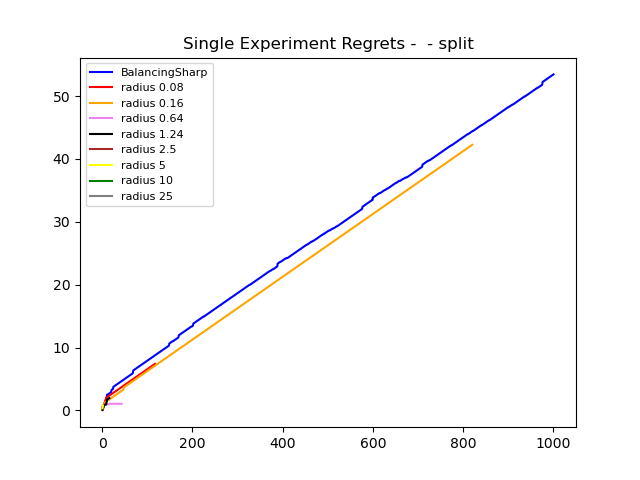 Single Experiment Regrets -  - split
BalancingSharp
radius 0.08
radius 0.16
radius 0.64
radius 1.24
radius 2.5
radius 5
radius 10
radius 25
50
40
30
20
10
0
0 200 400 600 800 1000